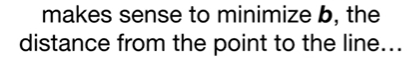 makes sense to minimize b, the
distance from the point to the line…